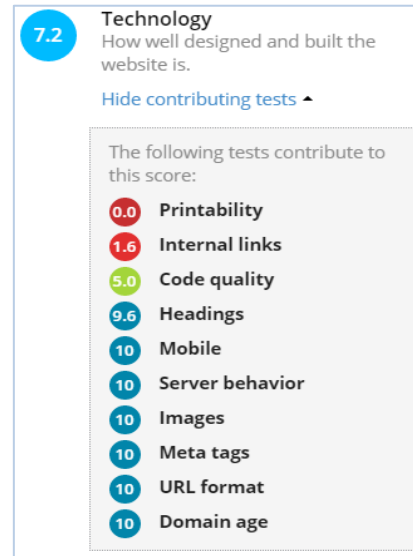 7.2 Technology
How well designed and built the
website is.
Hide contributing tests
The following tests contribute to
this score:
0.0 Printability
1.6 Internal links
5.0 Code quality
9.6 Headings
10 Mobile
10 Server behavior
10 Images
10 Meta tags
10 URL format
10 Domain age